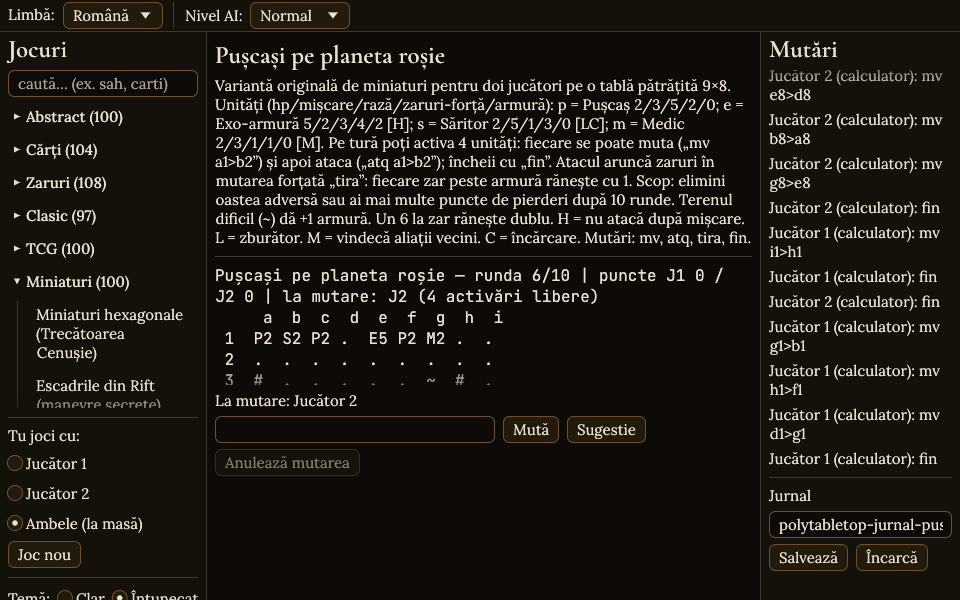 Limbă: Română ▼ Nivel AI: Normal ▼
Jocuri
caută... (ex. sah, carti)
▸ Abstract (100)
▸ Cărți (104)
▸ Zaruri (108)
▸ Clasic (97)
▸ TCG (100)
▾ Miniaturi (100)
Miniaturi hexagonale
(Trecătoarea
Cenușie)
Escadrile din Rift
(manevre secrete)
Tu joci cu:
Jucător 1
Jucător 2
Ambele (la masă)
Joc nou
Temă: Clar Întunecat
Pușcași pe planeta roșie
Variantă originală de miniaturi pentru doi jucători pe o tablă pătrățită 9×8.
Unități (hp/mișcare/rază/zaruri-forță/armură): p = Pușcaș 2/3/5/2/0; e =
Exo-armură 5/2/3/4/2 [H]; s = Săritor 2/5/1/3/0 [LC]; m = Medic
2/3/1/1/0 [M]. Pe tură poți activa 4 unități: fiecare se poate muta („mv
a1>b2”) și apoi ataca („atq a1>b2”); închei cu „fin”. Atacul aruncă zaruri în
mutarea forțată „tira”: fiecare zar peste armură rănește cu 1. Scop: elimini
oastea adversă sau ai mai multe puncte de pierderi după 10 runde. Terenul
dificil (~) dă +1 armură. Un 6 la zar rănește dublu. H = nu atacă după mișcare.
L = zburător. M = vindecă aliații vecini. C = încărcare. Mutări: mv, atq, tira, fin.
Pușcași pe planeta roșie — runda 6/10 | puncte J1 0 /
J2 0 | la mutare: J2 (4 activări libere)
a b c d e f g h i
1 P2 S2 P2 . E5 P2 M2 . .
2 . . . . . . . . .
3 # . . . . . ~ # .
La mutare: Jucător 2
Mută Sugestie
Anulează mutarea
Mutări
Jucător 2 (calculator): mv
e8>d8
Jucător 2 (calculator): mv
b8>a8
Jucător 2 (calculator): mv
g8>e8
Jucător 2 (calculator): fin
Jucător 1 (calculator): mv
i1>h1
Jucător 1 (calculator): fin
Jucător 2 (calculator): fin
Jucător 1 (calculator): mv
g1>b1
Jucător 1 (calculator): mv
h1>f1
Jucător 1 (calculator): mv
d1>g1
Jucător 1 (calculator): fin
Jurnal
polytabletop-jurnal-pus
Salvează Încarcă